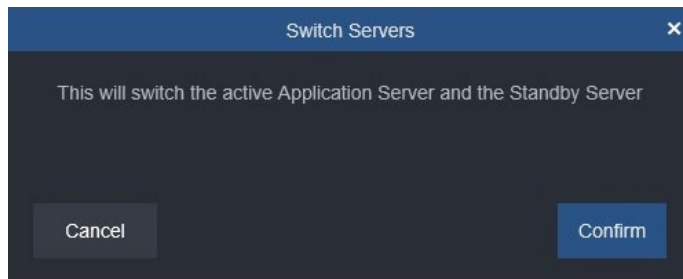 Switch Servers
This will switch the active Application Server and the Standby Server
Cancel
Confirm